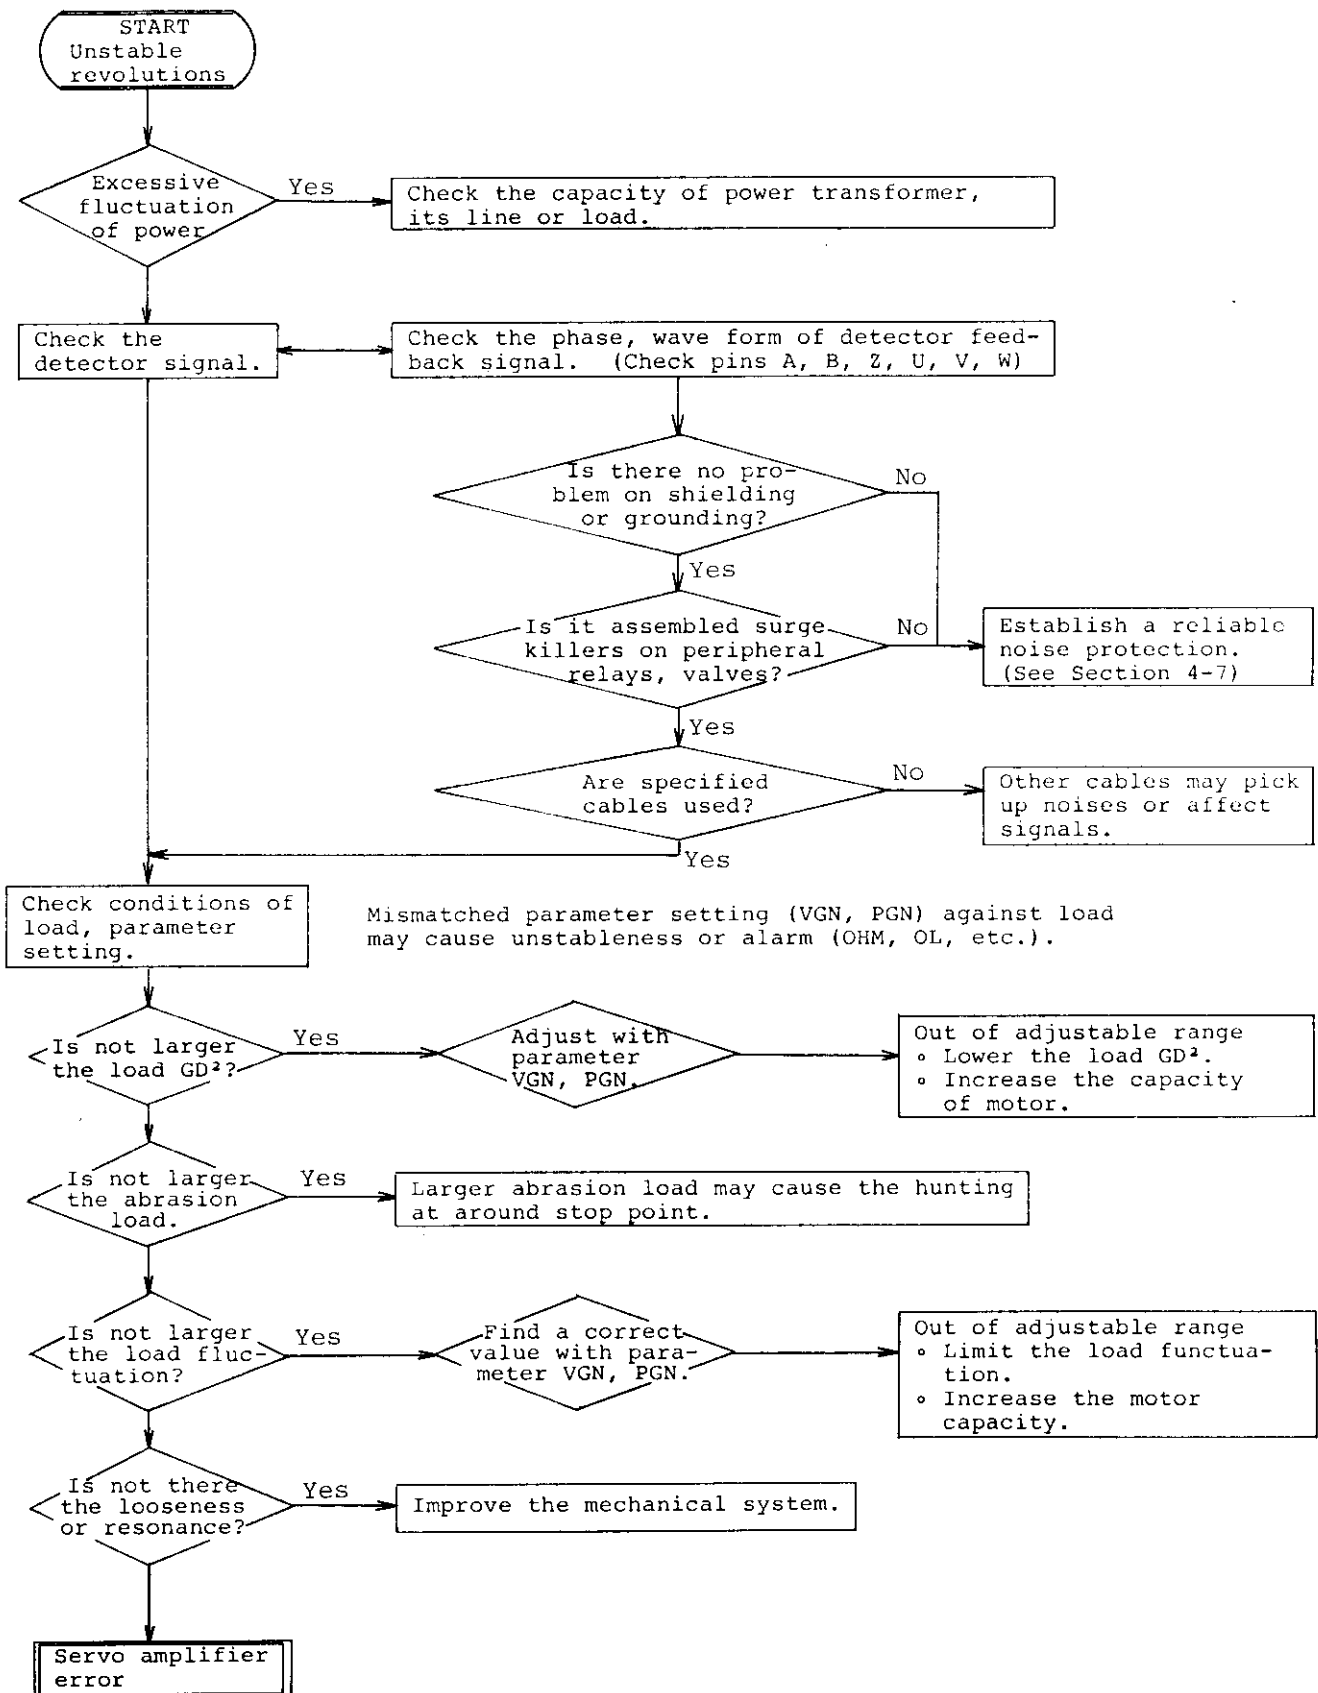 START
Unstable
revolutions
Excessive
fluctuation
of power
Yes
Check the capacity of power transformer,
its line or load.
Check the
detector signal.
Check the phase, wave form of detector feed-
back signal. (Check pins A, B, Z, U, V, W)
Is there no pro-
blem on shielding
or grounding?
No
Yes
Is it assembled surge
killers on peripheral
relays, valves?
No
Establish a reliable
noise protection.
(See Section 4-7)
Yes
Are specified
cables used?
No
Other cables may pick
up noises or affect
signals.
Yes
Check conditions of
load, parameter
setting.
Mismatched parameter setting (VGN, PGN) against load
may cause unstableness or alarm (OHM, OL, etc.).
Is not larger
the load GD²?
Yes
Adjust with
parameter
VGN, PGN.
Out of adjustable range
∘ Lower the load GD².
∘ Increase the capacity
of motor.
Is not larger
the abrasion
load.
Yes
Larger abrasion load may cause the hunting
at around stop point.
Is not larger
the load fluc-
tuation?
Yes
Find a correct
value with para-
meter VGN, PGN.
Out of adjustable range
∘ Limit the load functua-
tion.
∘ Increase the motor
capacity.
Is not there
the looseness
or resonance?
Yes
Improve the mechanical system.
Servo amplifier
error